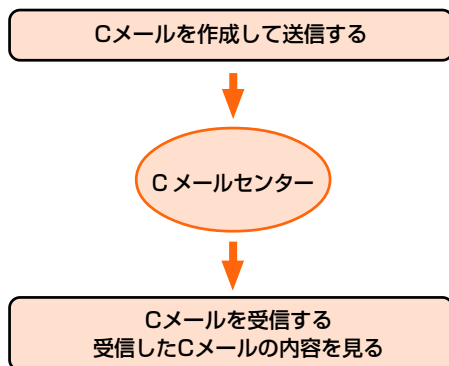 Cメールを作成して送信する
C メールセンター
Cメールを受信する
受信したCメールの内容を見る